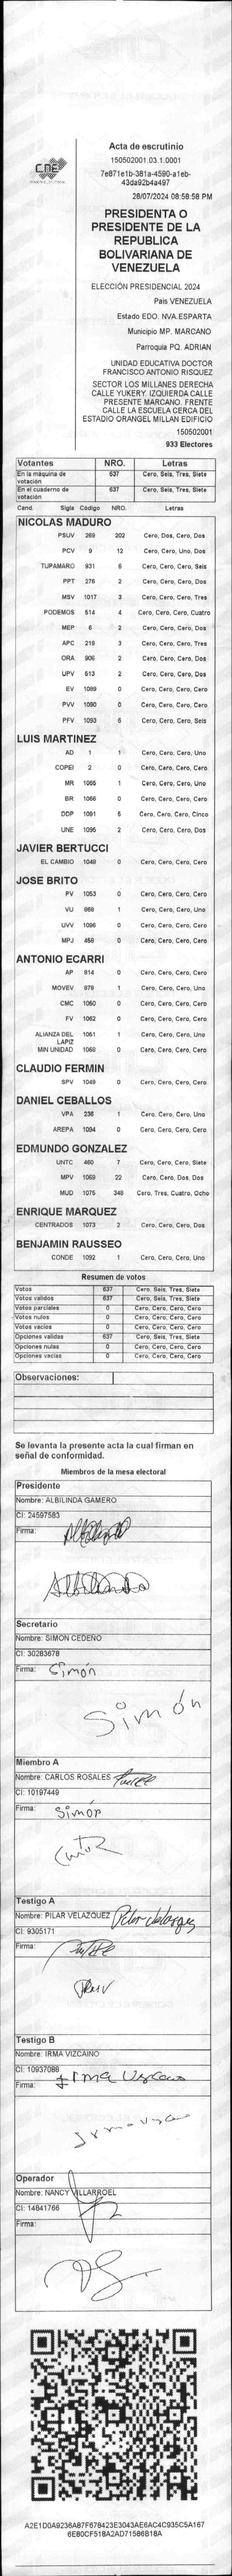 CNE
Acta de escrutinio
150502001.03.1.0001
7e871e1b-381a-4590-a1eb-
43da92b4a497
28/07/2024 08:58:58 PM
PRESIDENTA O
PRESIDENTE DE LA
REPUBLICA
BOLIVARIANA DE
VENEZUELA
ELECCIÓN PRESIDENCIAL 2024
Pais VENEZUELA
Estado EDO. NVA.ESPARTA
Municipio MP. MARCANO
Parroquia PQ. ADRIAN
UNIDAD EDUCATIVA DOCTOR
FRANCISCO ANTONIO RISQUEZ
SECTOR LOS MILLANES DERECHA
CALLE YUKERY. IZQUIERDA CALLE
PRESENTE MARCANO. FRENTE
CALLE LA ESCUELA CERCA DEL
ESTADIO ORANGEL MILLAN EDIFICIO
150502001
933 Electores
Votantes NRO. Letras
En la máquina de votación 637 Cero, Seis, Tres, Siete
En el cuaderno de votación 637 Cero, Seis, Tres, Siete
Cand. Sigla Código NRO. Letras
NICOLAS MADURO
PSUV 269 202 Cero, Dos, Cero, Dos
PCV 9 12 Cero, Cero, Uno, Dos
TUPAMARO 931 6 Cero, Cero, Cero, Seis
PPT 276 2 Cero, Cero, Cero, Dos
MSV 1017 3 Cero, Cero, Cero, Tres
PODEMOS 514 4 Cero, Cero, Cero, Cuatro
MEP 6 2 Cero, Cero, Cero, Dos
APC 219 3 Cero, Cero, Cero, Tres
ORA 906 2 Cero, Cero, Cero, Dos
UPV 513 2 Cero, Cero, Cero, Dos
EV 1089 0 Cero, Cero, Cero, Cero
PVV 1090 0 Cero, Cero, Cero, Cero
PFV 1093 6 Cero, Cero, Cero, Seis
LUIS MARTINEZ
AD 1 1 Cero, Cero, Cero, Uno
COPEI 2 0 Cero, Cero, Cero, Cero
MR 1065 1 Cero, Cero, Cero, Uno
BR 1066 0 Cero, Cero, Cero, Cero
DDP 1091 5 Cero, Cero, Cero, Cinco
UNE 1095 2 Cero, Cero, Cero, Dos
JAVIER BERTUCCI
EL CAMBIO 1048 0 Cero, Cero, Cero, Cero
JOSE BRITO
PV 1053 0 Cero, Cero, Cero, Cero
VU 868 1 Cero, Cero, Cero, Uno
UVV 1096 0 Cero, Cero, Cero, Cero
MPJ 458 0 Cero, Cero, Cero, Cero
ANTONIO ECARRI
AP 814 0 Cero, Cero, Cero, Cero
MOVEV 879 1 Cero, Cero, Cero, Uno
CMC 1050 0 Cero, Cero, Cero, Cero
FV 1062 0 Cero, Cero, Cero, Cero
ALIANZA DEL LAPIZ 1051 1 Cero, Cero, Cero, Uno
MIN UNIDAD 1068 0 Cero, Cero, Cero, Cero
CLAUDIO FERMIN
SPV 1049 0 Cero, Cero, Cero, Cero
DANIEL CEBALLOS
VPA 236 1 Cero, Cero, Cero, Uno
AREPA 1094 0 Cero, Cero, Cero, Cero
EDMUNDO GONZALEZ
UNTC 460 7 Cero, Cero, Cero, Siete
MPV 1069 22 Cero, Cero, Dos, Dos
MUD 1075 348 Cero, Tres, Cuatro, Ocho
ENRIQUE MARQUEZ
CENTRADOS 1073 2 Cero, Cero, Cero, Dos
BENJAMIN RAUSSEO
CONDE 1092 1 Cero, Cero, Cero, Uno
Resumen de votos
Votos 637 Cero, Seis, Tres, Siete
Votos validos 637 Cero, Seis, Tres, Siete
Votos parciales 0 Cero, Cero, Cero, Cero
Votos nulos 0 Cero, Cero, Cero, Cero
Votos vacios 0 Cero, Cero, Cero, Cero
Opciones validas 637 Cero, Seis, Tres, Siete
Opciones nulas 0 Cero, Cero, Cero, Cero
Opciones vacias 0 Cero, Cero, Cero, Cero
Observaciones:
Se levanta la presente acta la cual firman en
señal de conformidad.
Miembros de la mesa electoral
Presidente
Nombre: ALBILINDA GAMERO
CI: 24597583
Firma:
Secretario
Nombre: SIMON CEDEÑO
CI: 30283678
Firma: Simón
Simón
Miembro A
Nombre: CARLOS ROSALES
CI: 10197449
Firma: Simon
Testigo A
Nombre: PILAR VELAZQUEZ Pilar Velazquez
CI: 9305171
Firma:
Testigo B
Nombre: IRMA VIZCAINO
CI: 10937088
Firma: Irma Vizcaino
Irma Vizcaino
Operador
Nombre: NANCY VILLARROEL
CI: 14841766
Firma:
A2E1D0A9236A87F678423E3043AE6AC4C935C5A167
6E80CF518A2AD71586B18A